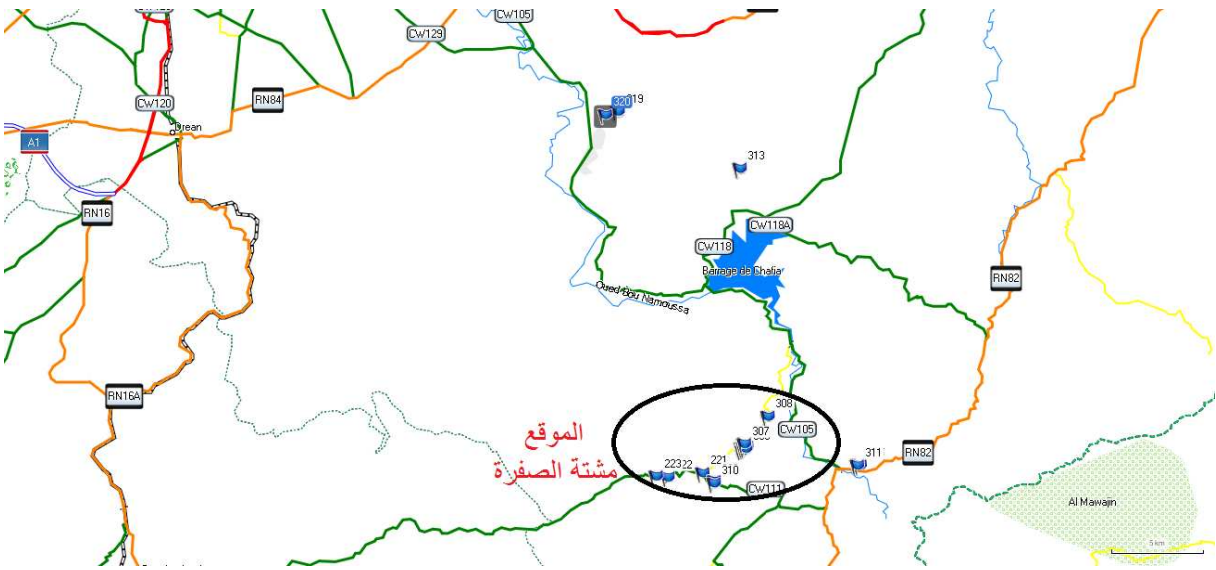 CW105
CW129
RN84
CW120
Drean
A1
RN16
320
319
313
CW118A
CW118
Barrage de Chafia
Oued Bou Namoussa
RN82
RN16A
308
الموقع
مشتة الصفرة
307
CW105
311
RN82
223
22
221
310
CW111
Al Mawajin
5 km